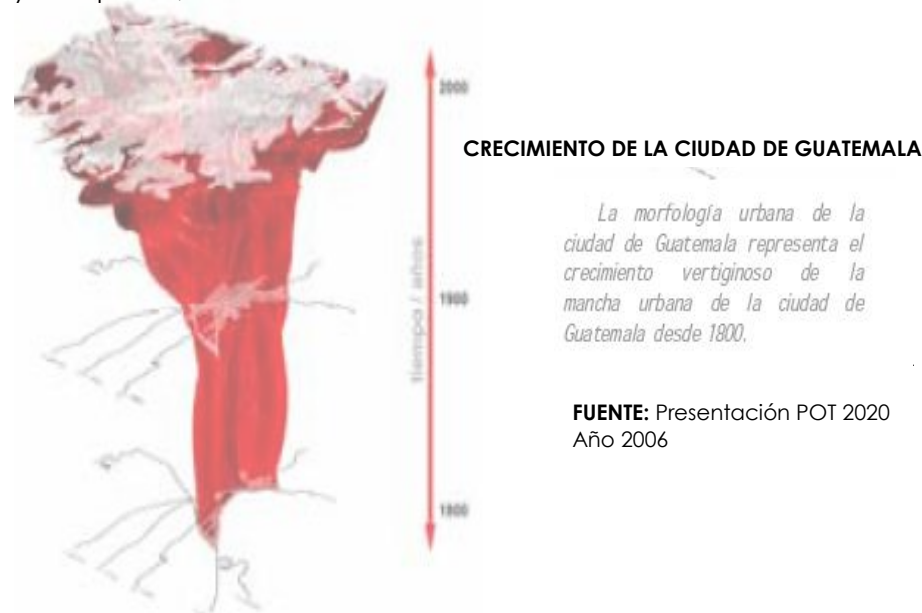 2000
CRECIMIENTO DE LA CIUDAD DE GUATEMALA
La morfología urbana de la
ciudad de Guatemala representa el
crecimiento vertiginoso de la
mancha urbana de la ciudad de
Guatemala desde 1800.
tiempo / años
1900
FUENTE: Presentación POT 2020
Año 2006
1800